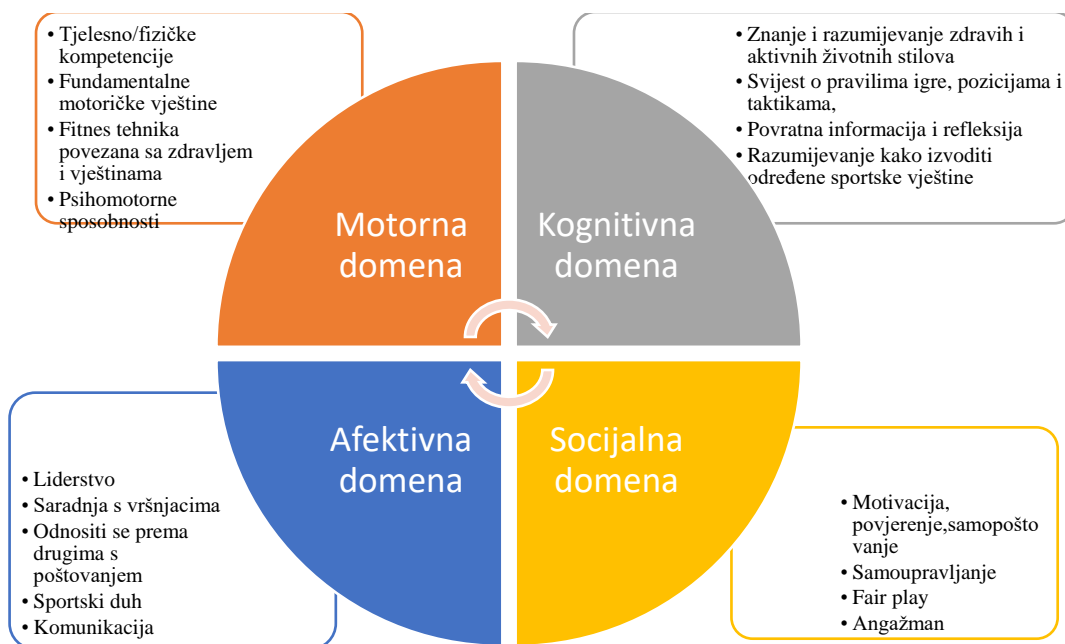 • Tjelesno/fizičke
kompetencije
• Fundamentalne
motoričke vještine
• Fitnes tehnika
povezana sa zdravljem
i vještinama
• Psihomotorne
sposobnosti
• Znanje i razumijevanje zdravih i
aktivnih životnih stilova
• Svijest o pravilima igre, pozicijama i
taktikama,
• Povratna informacija i refleksija
• Razumijevanje kako izvoditi
određene sportske vještine
Motorna
domena
Kognitivna
domena
Afektivna
domena
Socijalna
domena
• Liderstvo
• Saradnja s vršnjacima
• Odnositi se prema
drugima s
poštovanjem
• Sportski duh
• Komunikacija
• Motivacija,
povjerenje,samopošto
vanje
• Samoupravljanje
• Fair play
• Angažman